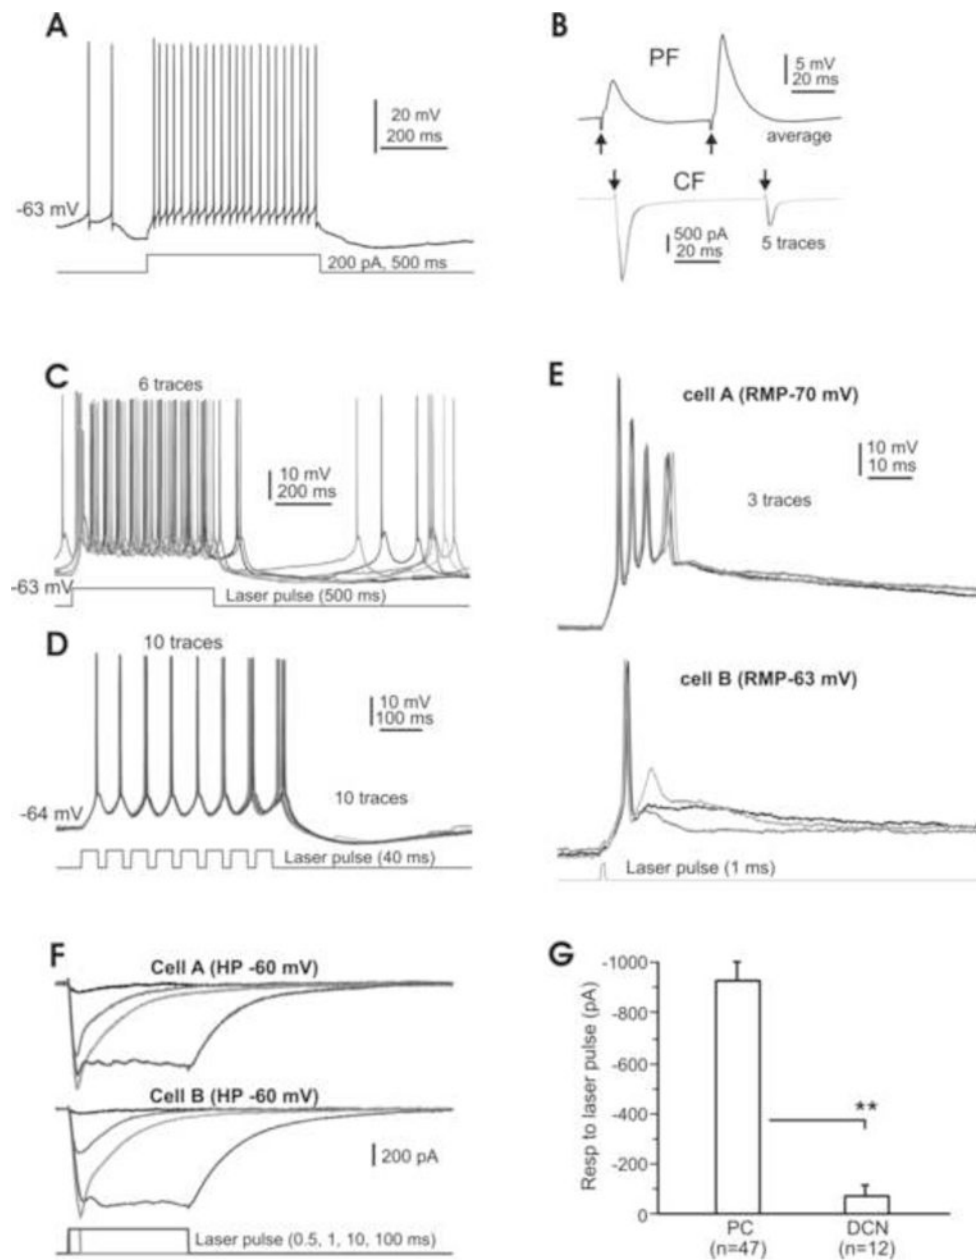 A
20 mV
200 ms
-63 mV
200 pA, 500 ms
B
PF
5 mV
20 ms
average
CF
500 pA
20 ms
5 traces
C
6 traces
10 mV
200 ms
-63 mV
Laser pulse (500 ms)
D
10 traces
10 mV
100 ms
-64 mV
10 traces
Laser pulse (40 ms)
E
cell A (RMP-70 mV)
10 mV
10 ms
3 traces
cell B (RMP-63 mV)
Laser pulse (1 ms)
F
Cell A (HP -60 mV)
Cell B (HP -60 mV)
200 pA
Laser pulse (0.5, 1, 10, 100 ms)
G
Resp to laser pulse (pA)
-1000
-800
-600
-400
-200
0
**
PC
(n=47)
DCN
(n=12)